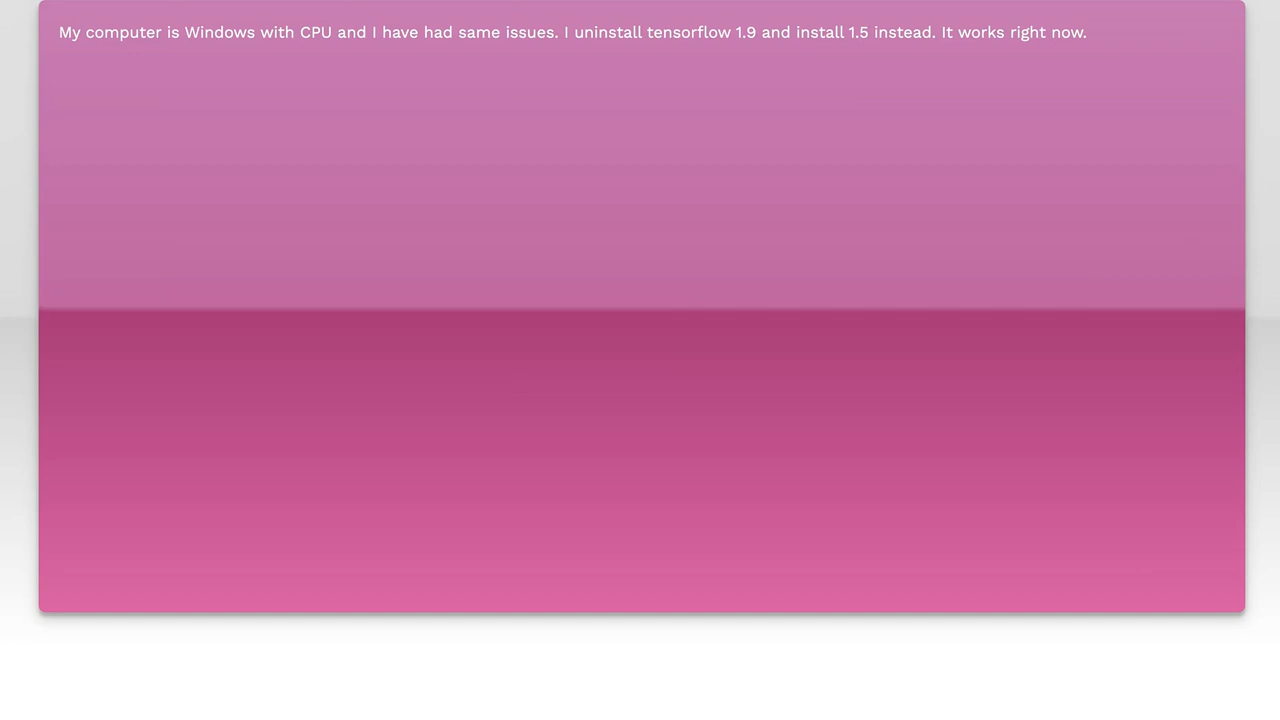 My computer is Windows with CPU and I have had same issues. I uninstall tensorflow 1.9 and install 1.5 instead. It works right now.